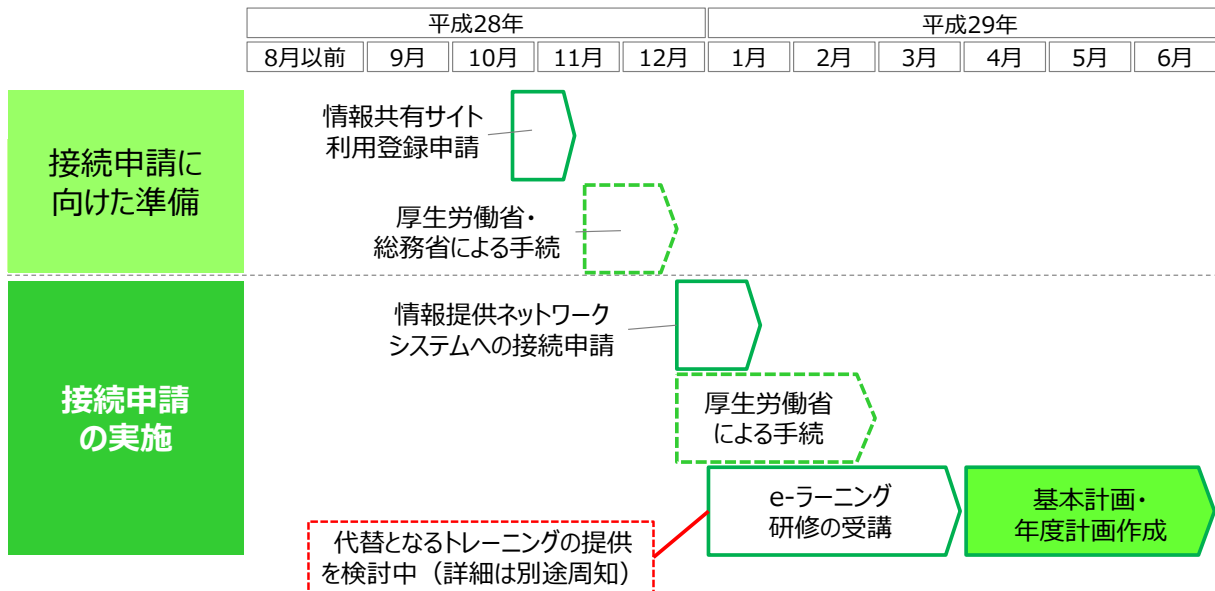 平成28年
平成29年
8月以前
9月
10月
11月
12月
1月
2月
3月
4月
5月
6月
接続申請に
向けた準備
情報共有サイト
利用登録申請
厚生労働省・
総務省による手続
接続申請
の実施
情報提供ネットワーク
システムへの接続申請
厚生労働省
による手続
e-ラーニング
研修の受講
基本計画・
年度計画作成
代替となるトレーニングの提供
を検討中（詳細は別途周知）